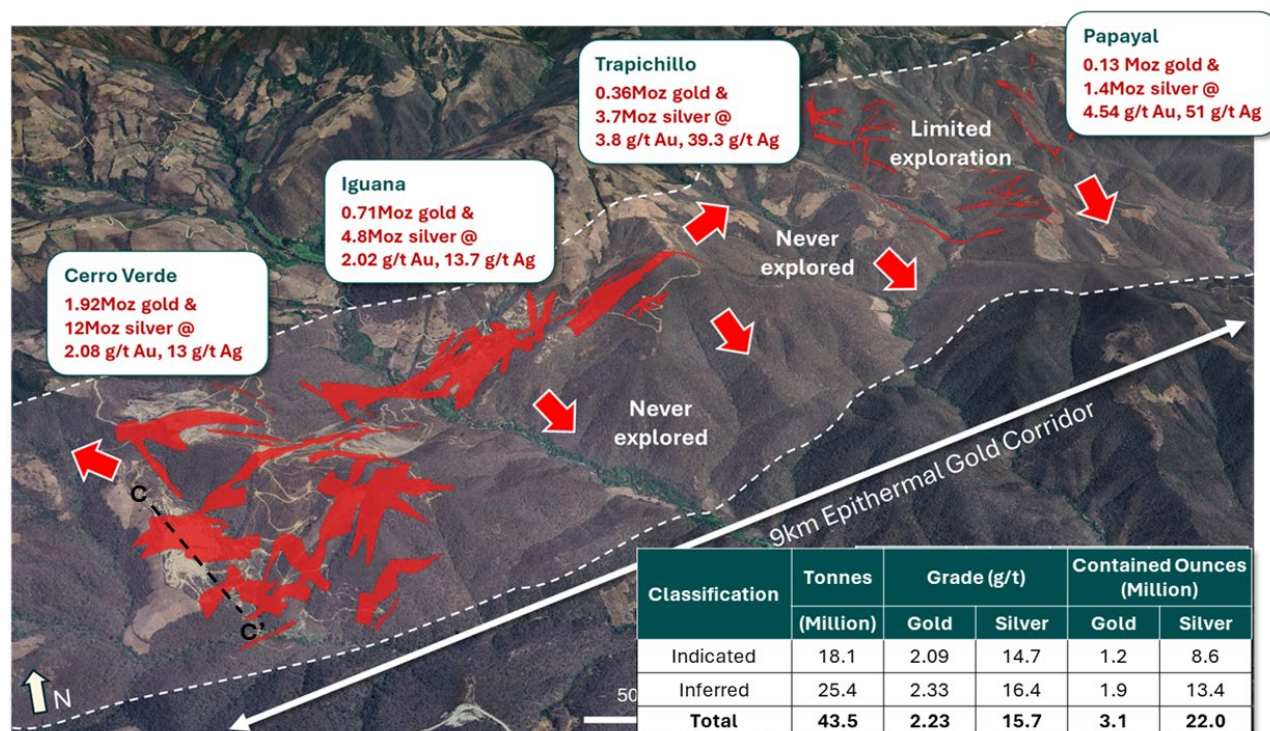 Papayal
0.13 Moz gold &
1.4Moz silver @
4.54 g/t Au, 51 g/t Ag
Trapichillo
0.36Moz gold &
3.7Moz silver @
3.8 g/t Au, 39.3 g/t Ag
Limited
exploration
Iguana
0.71Moz gold &
4.8Moz silver @
2.02 g/t Au, 13.7 g/t Ag
Never
explored
Cerro Verde
1.92Moz gold &
12Moz silver @
2.08 g/t Au, 13 g/t Ag
Never
explored
C
C'
9km Epithermal Gold Corridor
N
50
Classification Tonnes Grade (g/t) Contained Ounces
(Million)
(Million) Gold Silver Gold Silver
Indicated 18.1 2.09 14.7 1.2 8.6
Inferred 25.4 2.33 16.4 1.9 13.4
Total 43.5 2.23 15.7 3.1 22.0